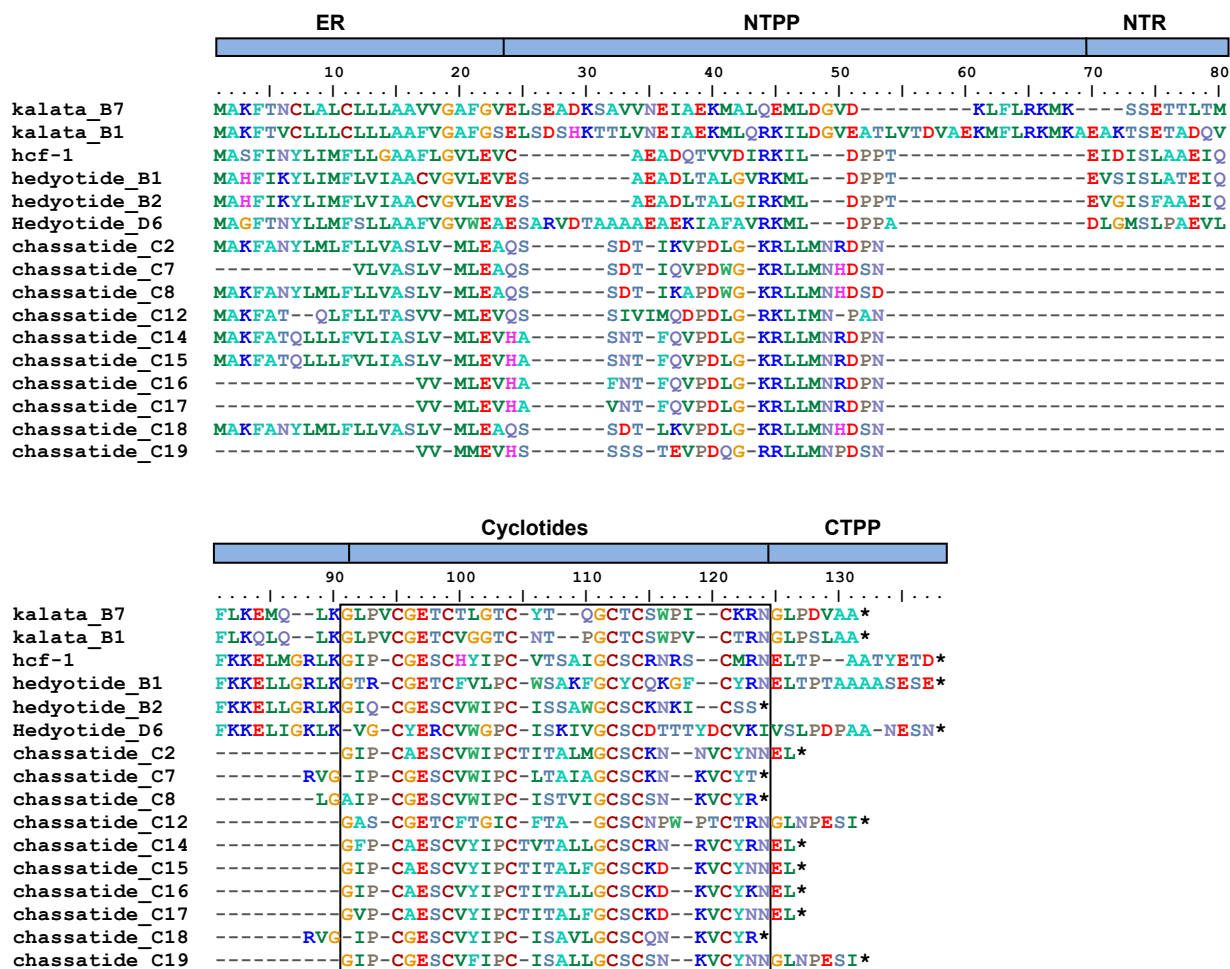 ER NTPP NTR
10 20 30 40 50 60 70 80
kalata_B7 MAKFTNCLALCLLLAAVVGAFGVELSEADKSAVVNEIAEKMALQEMLDGVD---------KLFLRKMK----SSETTLTM
kalata_B1 MAKFTVCLLLCLLLAAFVGAFGSELSDSHKTTLVNEIAEKMLQRKILDGVEATLVTDVAEKMFLRKMKAEAKTSETADQV
hcf-1 MASFINYLIMFLLGAAFLGVLEVC---------AEADQTVVDIRKIL---DPPT---------------EIDISLAAEIQ
hedyotide_B1 MAHFIKYLIMFLVIAACVGVLEVES--------AEADLTALGVRKML---DPPT---------------EVSISLATEIQ
hedyotide_B2 MAHFIKYLIMFLVIAACVGVLEVES--------AEADLTALGIRKML---DPPT---------------EVGISFAAEIQ
Hedyotide_D6 MAGFTNYLLMFSLLAAFVGVWEAESARVDTAAAAEAEKIAFAVRKML---DPPA---------------DLGMSLPAEVL
chassatide_C2 MAKFANYLMLFLLVASLV-MLEAQS------SDT-IKVPDLG-KRLLMNRDPN---------------------------
chassatide_C7 -----------VLVASLV-MLEAQS------SDT-IQVPDWG-KRLLMNHDSN---------------------------
chassatide_C8 MAKFANYLMLFLLVASLV-MLEAQS------SDT-IKAPDWG-KRLLMNHDSD---------------------------
chassatide_C12 MAKFAT--QLFLLTASVV-MLEVQS------SIVIMQDPDLG-KRLIMN-PAN---------------------------
chassatide_C14 MAKFATQLLLFVLIASLV-MLEVHA------SNT-FQVPDLG-KRLLMNRDPN---------------------------
chassatide_C15 MAKFATQLLLFVLIASLV-MLEVHA------SNT-FQVPDLG-KRLLMNRDPN---------------------------
chassatide_C16 ----------------VV-MLEVHA------FNT-FQVPDLG-KRLLMNRDPN---------------------------
chassatide_C17 ----------------VV-MLEVHA------VNT-FQVPDLG-KRLLMNRDPN---------------------------
chassatide_C18 MAKFANYLMLFLLVASLV-MLEAQS------SDT-LKVPDLG-KRLLMNHDSN---------------------------
chassatide_C19 ----------------VV-MMEVHS------SSS-TEVPDQG-RRLLMNPDSN---------------------------
Cyclotides CTPP
90 100 110 120 130
kalata_B7 FLKEMQ--LKGLPVCGETCTLGTC-YT--QGCTCSWPI--CKRNGLPDVAA*
kalata_B1 FLKQLQ--LKGLPVCGETCVGGTC-NT--PGCTCSWPV--CTRNGLPSLAA*
hcf-1 FKKELMGRLKGIP-CGESCHYIPC-VTSAIGCSCRNRS--CMRNELTP--AATYETD*
hedyotide_B1 FKKELLGRLKGTR-CGETCFVLPC-WSAKFGCYCQKGF--CYRNELTPTAAAASESE*
hedyotide_B2 FKKELLGRLKGIQ-CGESCVWIPC-ISSAWGCSCKNKI--CSS*
Hedyotide_D6 FKKELIGKLK-VG-CYERCVWGPC-ISKIVGCSCDTTTYDCVKIVSLPDPAA-NESN*
chassatide_C2 ----------GIP-CAESCVWIPCTITALMGCSCKN--NVCYNNEL*
chassatide_C7 -------RVG-IP-CGESCVWIPC-LTAIAGCSCKN--KVCYT*
chassatide_C8 --------LGAIP-CGESCVWIPC-ISTVIGCSCSN--KVCYR*
chassatide_C12 ----------GAS-CGETCFTGIC-FTA--GCSCNPW-PTCTRNGLNPESI*
chassatide_C14 ----------GFP-CAESCVYIPCTVTALLGCSCRN--RVCYRNEL*
chassatide_C15 ----------GIP-CAESCVYIPCTITALFGCSCKD--KVCYNNEL*
chassatide_C16 ----------GIP-CAESCVYIPCTITALLGCSCKD--KVCYKNEL*
chassatide_C17 ----------GVP-CAESCVYIPCTITALFGCSCKD--KVCYNNEL*
chassatide_C18 -------RVG-IP-CGESCVYIPC-ISAVLGCSCQN--KVCYR*
chassatide_C19 ----------GIP-CGESCVFIPC-ISALLGCSCSN--KVCYNNGLNPESI*